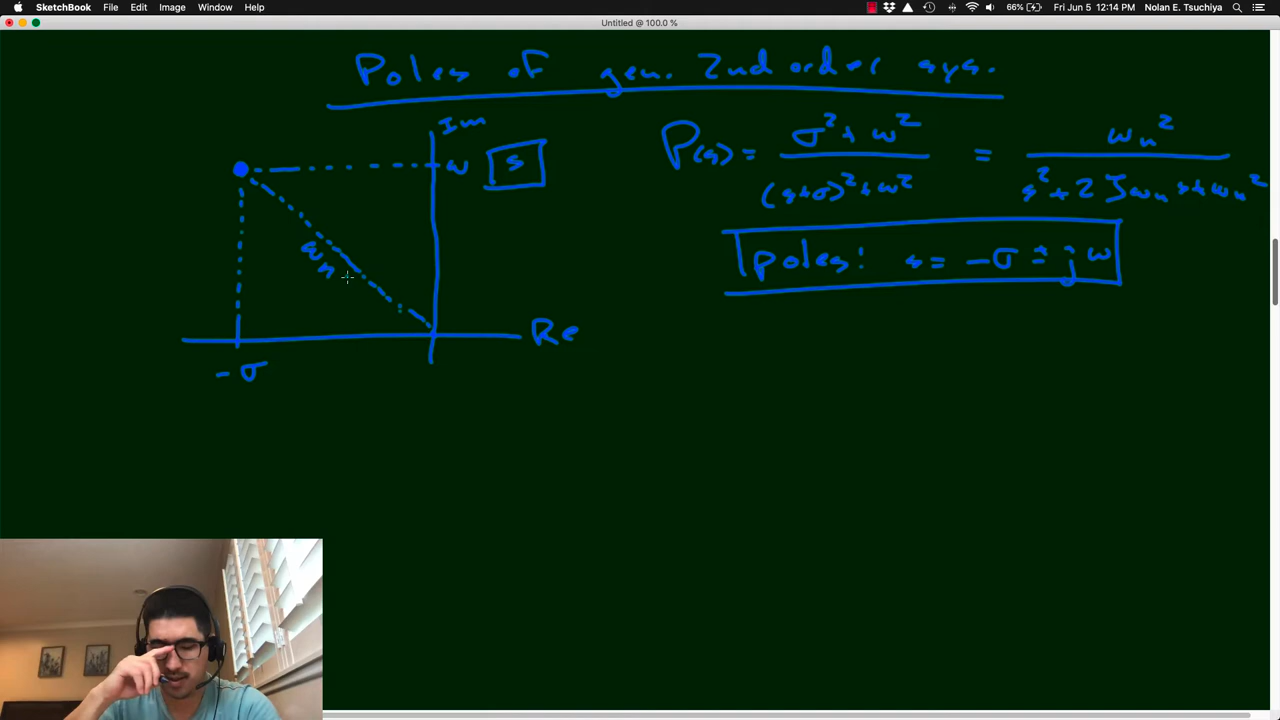 SketchBook File Edit Image Window Help 66% Fri Jun 5 12:14 PM Nolan E. Tsuchiya
Untitled @ 100.0 %
Poles of gen. 2nd order sys.
Im
ω s
P(s) = σ² + ω² / (s+σ)² + ω² = ωn² / s² + 2ζωns + ωn²
poles: s = -σ ± jω
ωn
Re
-σ